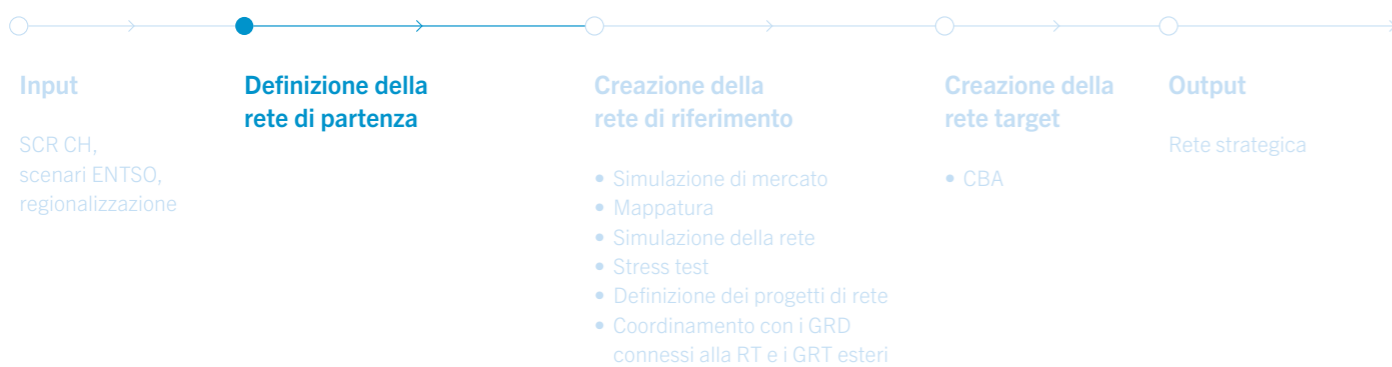 Input
SCR CH,
scenari ENTSO,
regionalizzazione
Definizione della
rete di partenza
Creazione della
rete di riferimento
• Simulazione di mercato
• Mappatura
• Simulazione della rete
• Stress test
• Definizione dei progetti di rete
• Coordinamento con i GRD
connessi alla RT e i GRT esteri
Creazione della
rete target
• CBA
Output
Rete strategica